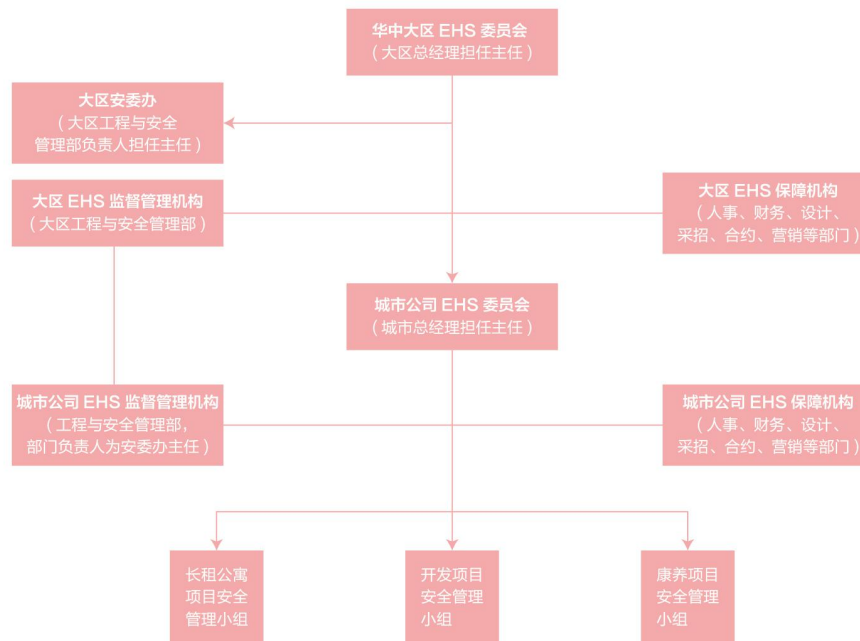 华中大区 EHS 委员会
（大区总经理担任主任）
大区安委办
（大区工程与安全
管理部负责人担任主任）
大区 EHS 监督管理机构
（大区工程与安全管理部）
大区 EHS 保障机构
（人事、财务、设计、
采招、合约、营销等部门）
城市公司 EHS 委员会
（城市总经理担任主任）
城市公司 EHS 监督管理机构
（工程与安全管理部，
部门负责人为安委办主任）
城市公司 EHS 保障机构
（人事、财务、设计、
采招、合约、营销等部门）
长租公寓
项目安全
管理小组
开发项目
安全管理
小组
康养项目
安全管理
小组